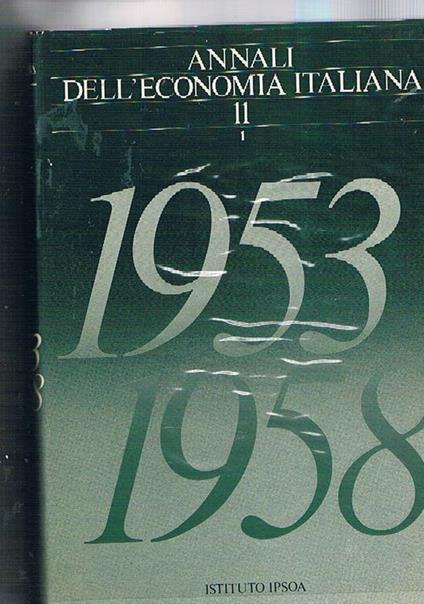 ANNALI
DELL'ECONOMIA ITALIANA
11
1
1953
1958
ISTITUTO IPSOA